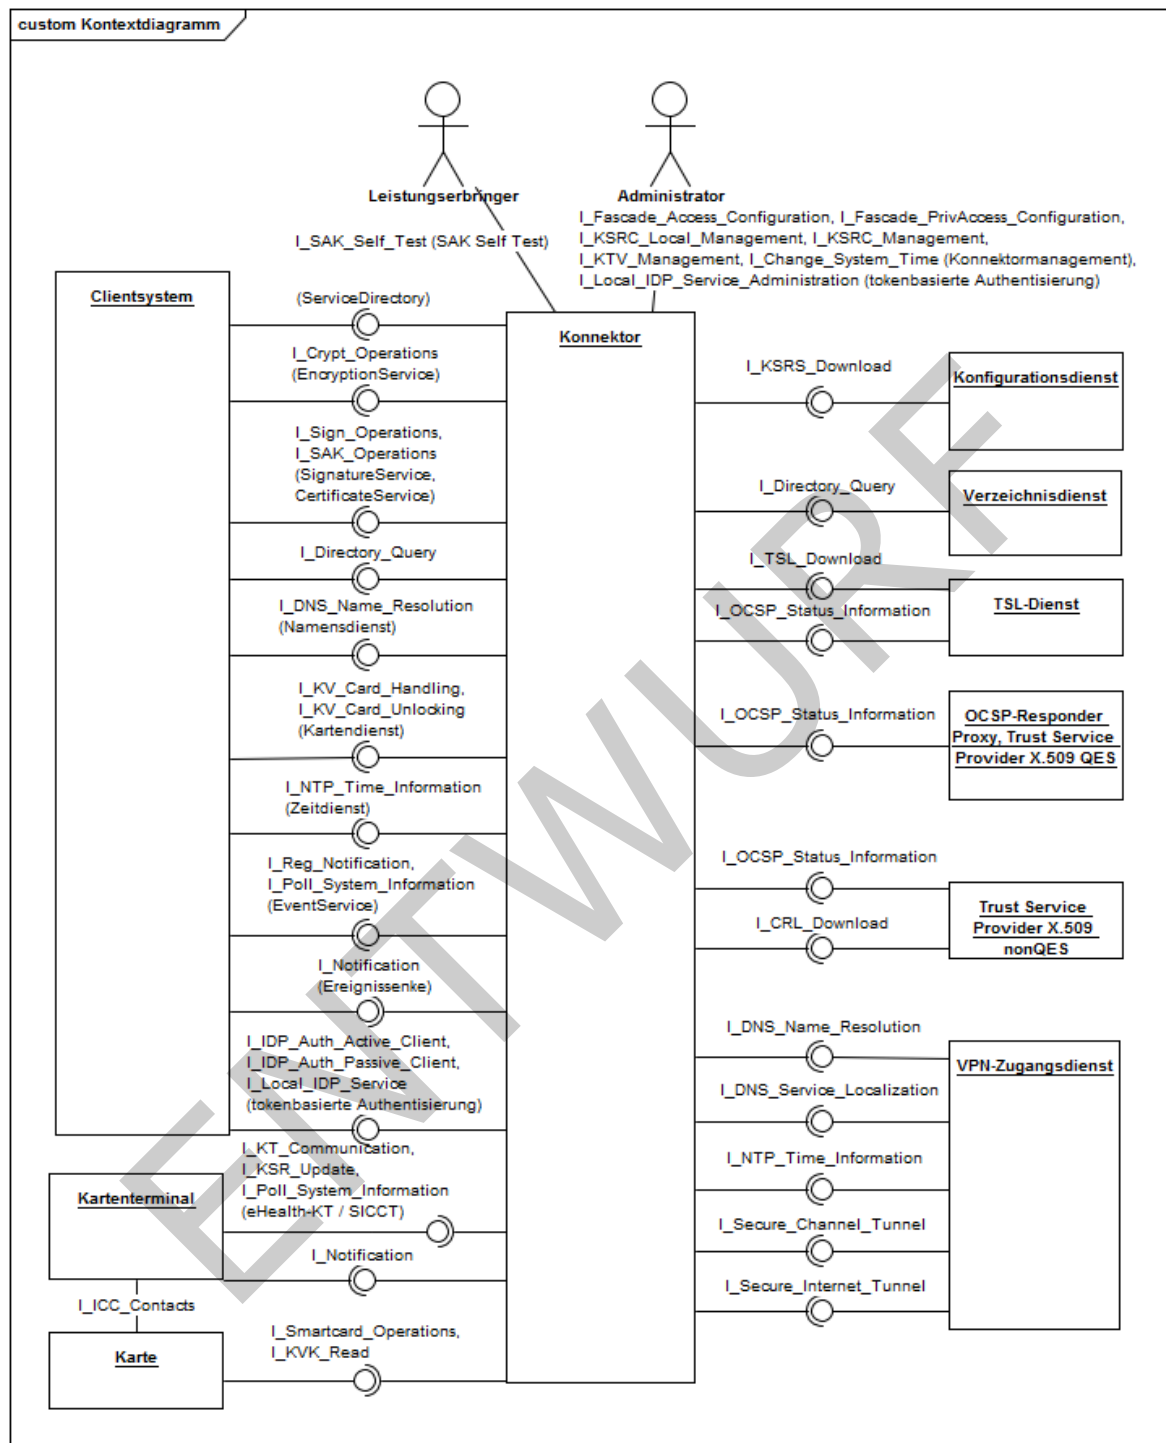 custom Kontextdiagramm
Leistungserbringer
Administrator
I_Fascade_Access_Configuration, I_Fascade_PrivAccess_Configuration,
I_KSRC_Local_Management, I_KSRC_Management,
I_KTV_Management, I_Change_System_Time (Konnektormanagement),
I_Local_IDP_Service_Administration (tokenbasierte Authentisierung)
I_SAK_Self_Test (SAK Self Test)
Clientsystem
(ServiceDirectory)
I_Crypt_Operations
(EncryptionService)
I_Sign_Operations,
I_SAK_Operations
(SignatureService,
CertificateService)
I_Directory_Query
I_DNS_Name_Resolution
(Namensdienst)
I_KV_Card_Handling,
I_KV_Card_Unlocking
(Kartendienst)
I_NTP_Time_Information
(Zeitdienst)
I_Reg_Notification,
I_Poll_System_Information
(EventService)
I_Notification
(Ereignissenke)
I_IDP_Auth_Active_Client,
I_IDP_Auth_Passive_Client,
I_Local_IDP_Service
(tokenbasierte Authentisierung)
I_KT_Communication,
I_KSR_Update,
I_Poll_System_Information
(eHealth-KT / SICCT)
Kartenterminal
I_Notification
I_ICC_Contacts
Karte
I_Smartcard_Operations,
I_KVK_Read
Konnektor
I_KSRS_Download
Konfigurationsdienst
I_Directory_Query
Verzeichnisdienst
I_TSL_Download
I_OCSP_Status_Information
TSL-Dienst
I_OCSP_Status_Information
OCSP-Responder
Proxy, Trust Service
Provider X.509 QES
I_OCSP_Status_Information
I_CRL_Download
Trust Service
Provider X.509
nonQES
I_DNS_Name_Resolution
VPN-Zugangsdienst
I_DNS_Service_Localization
I_NTP_Time_Information
I_Secure_Channel_Tunnel
I_Secure_Internet_Tunnel
ENTWURF